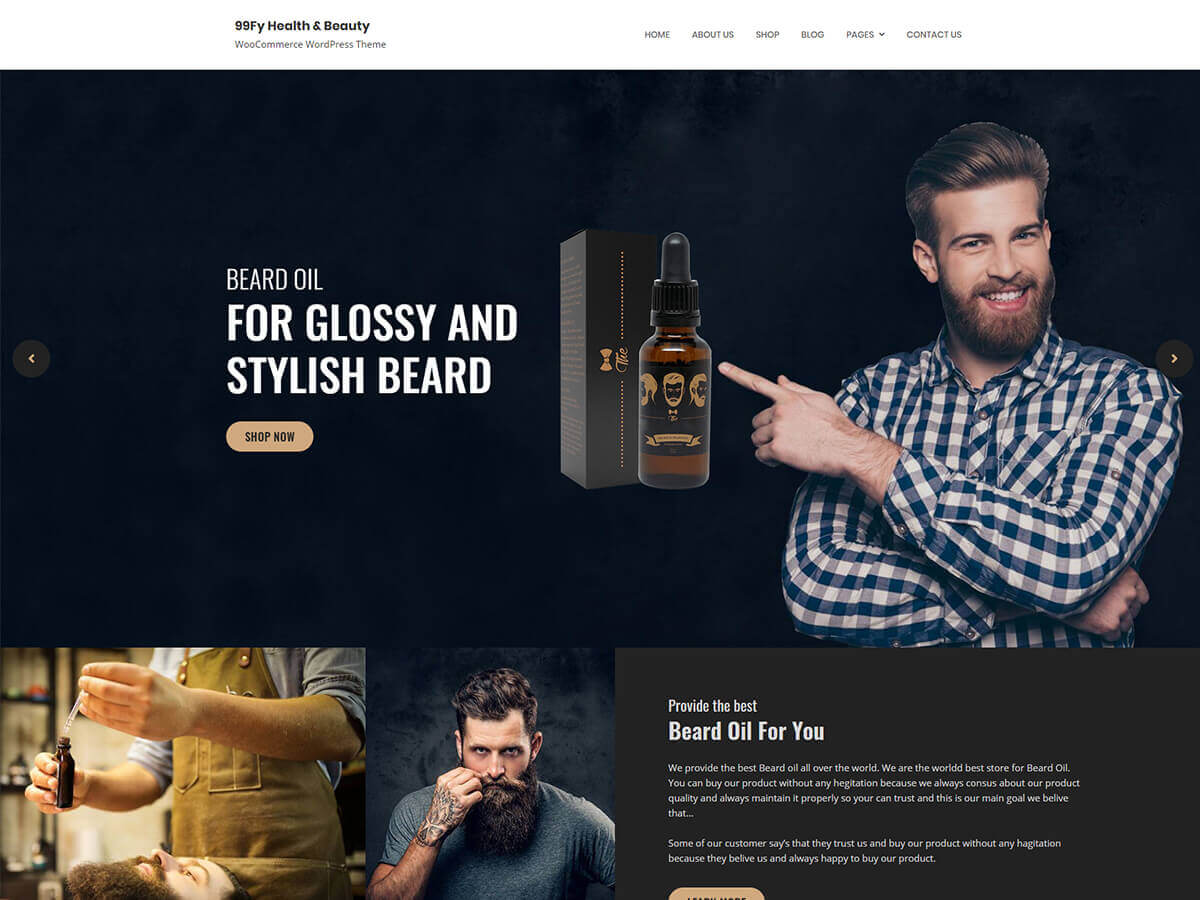 99Fy Health & Beauty
WooCommerce WordPress Theme
HOME
ABOUT US
SHOP
BLOG
PAGES
CONTACT US
BEARD OIL
FOR GLOSSY AND
STYLISH BEARD
SHOP NOW
The
Provide the best
Beard Oil For You
We provide the best Beard oil all over the world. We are the worldd best store for Beard Oil.
You can buy our product without any hegitation because we always consus about our product
quality and always maintain it properly so your can trust and this is our main goal we belive
that...
Some of our customer say's that they trust us and buy our product without any hagitation
because they belive us and always happy to buy our product.
LEARN MORE